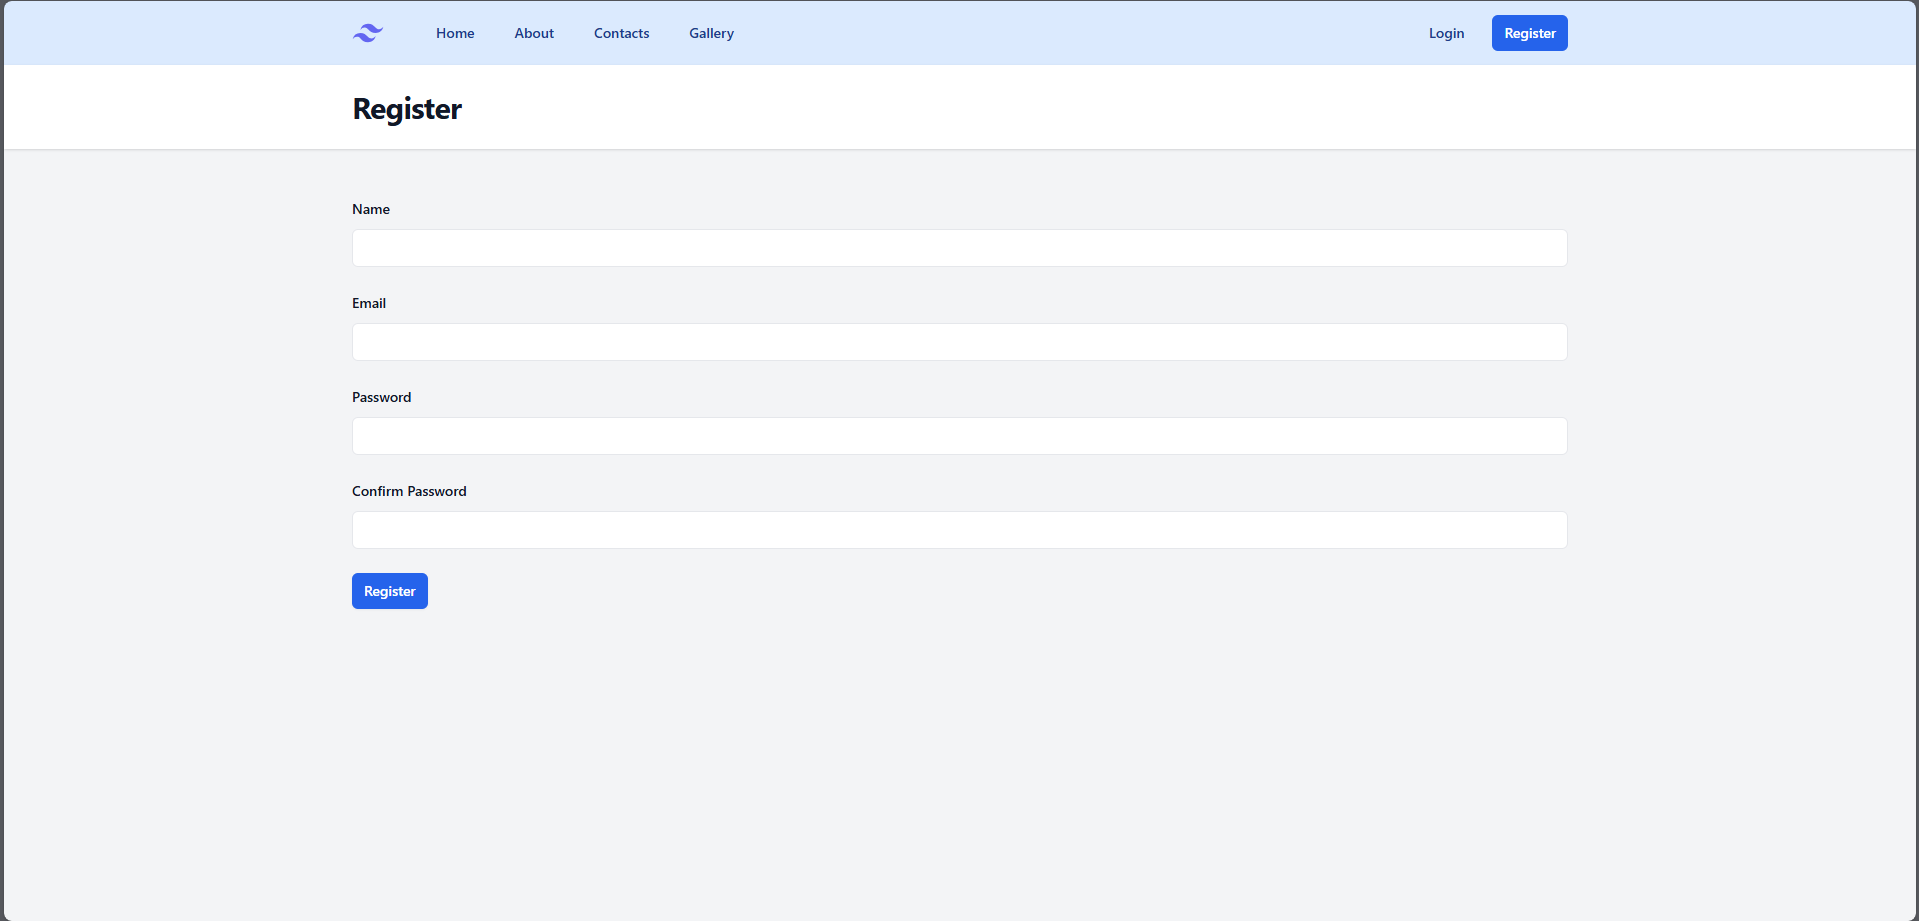 Home About Contacts Gallery Login Register
Register
Name
Email
Password
Confirm Password
Register